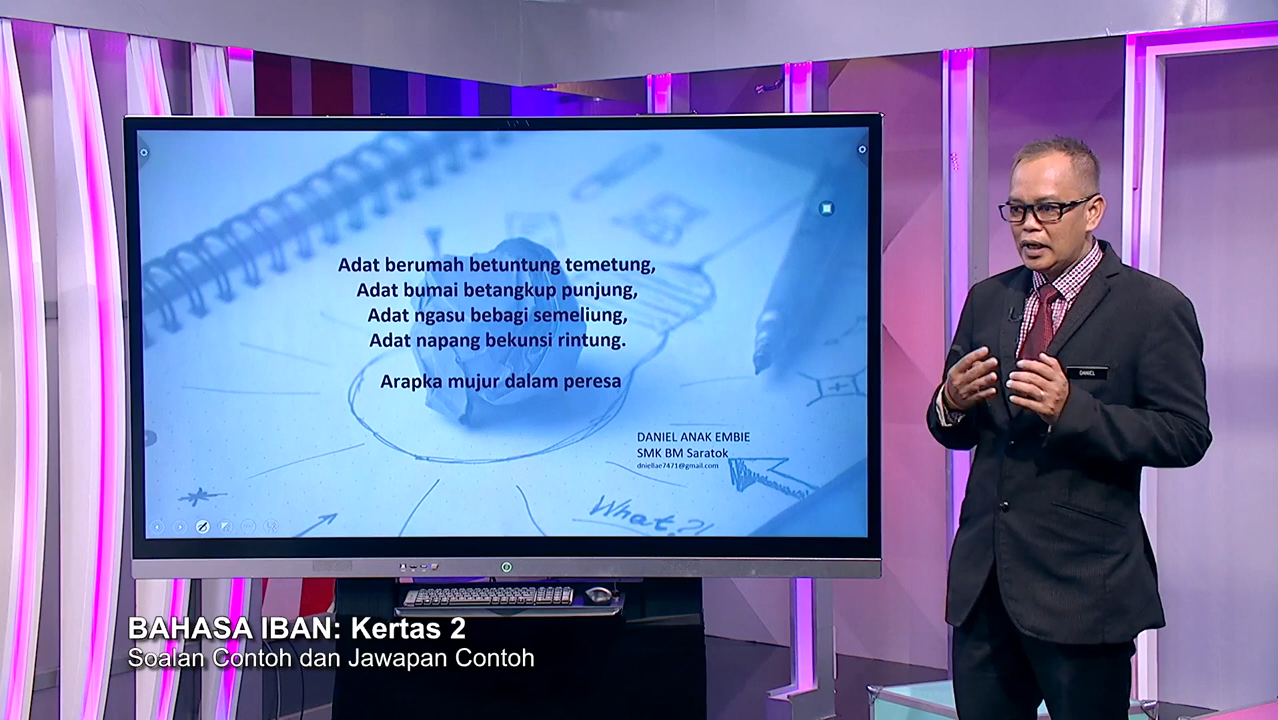 Adat berumah betuntung temetung,
Adat bumai betangkup punjung,
Adat ngasu bebagi semeliung,
Adat napang bekunsi rintung.
Arapka mujur dalam peresa
DANIEL ANAK EMBIE
SMK BM Saratok
dniellae7471@gmail.com
What?!
DANIEL
BAHASA IBAN: Kertas 2
Soalan Contoh dan Jawapan Contoh